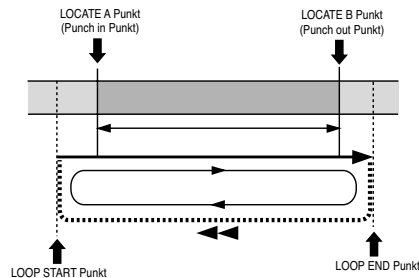 LOCATE A Punkt
(Punch in Punkt)
LOCATE B Punkt
(Punch out Punkt)
LOOP START Punkt
LOOP END Punkt